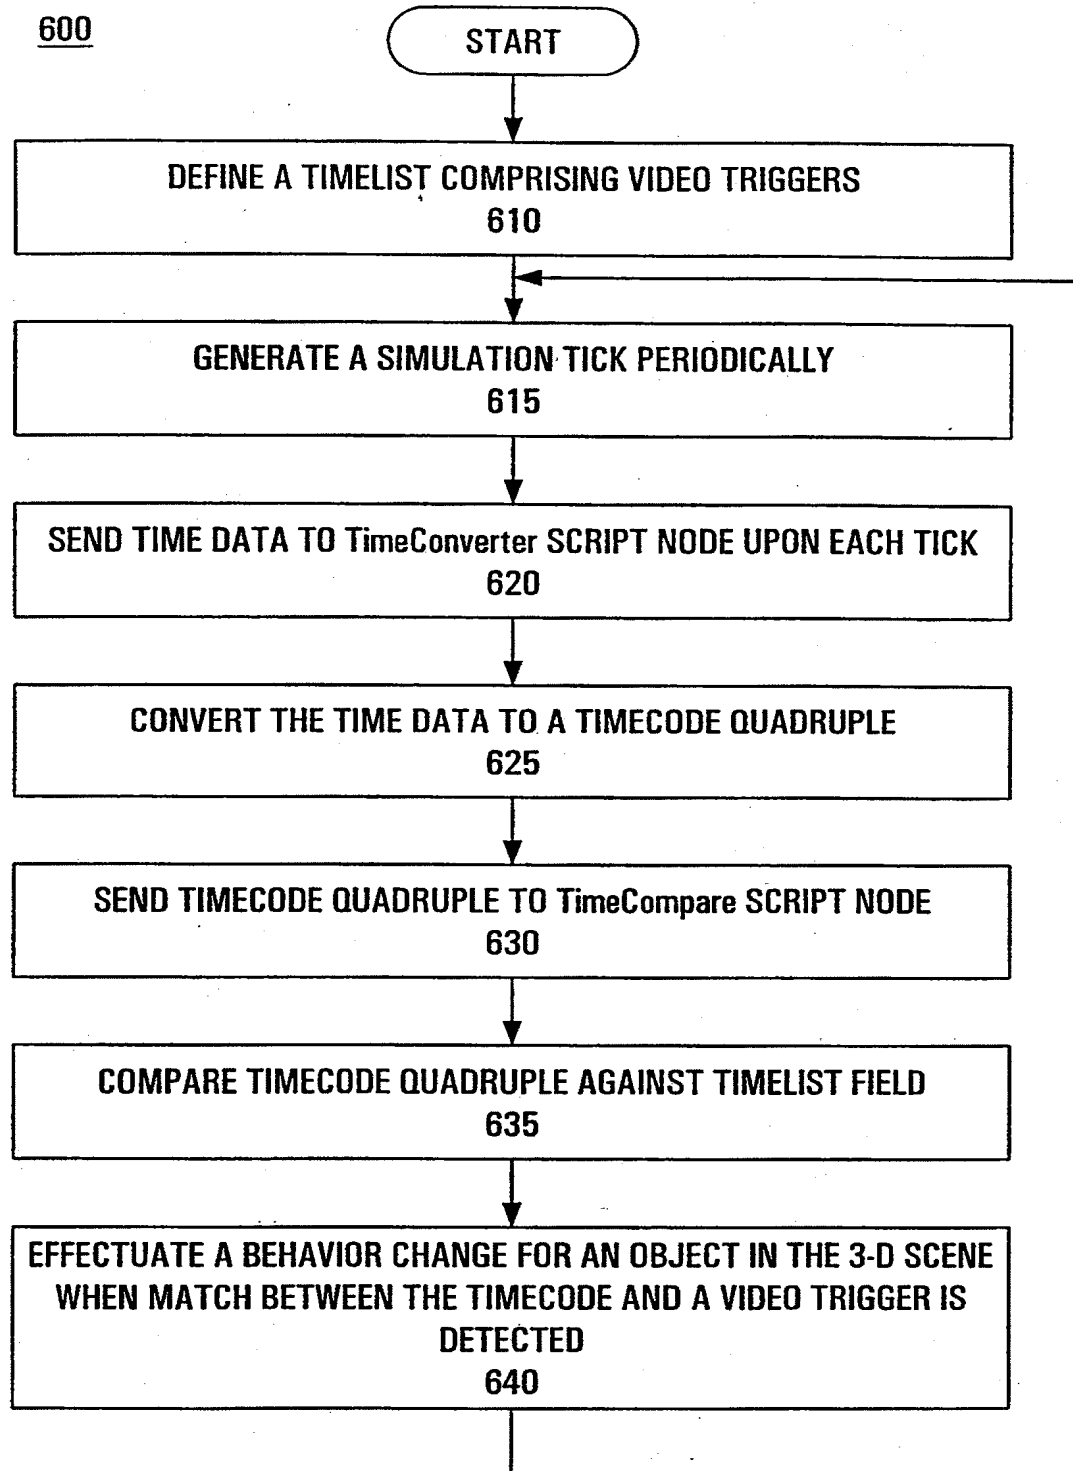 600
START
DEFINE A TIMELIST COMPRISING VIDEO TRIGGERS
610
GENERATE A SIMULATION TICK PERIODICALLY
615
SEND TIME DATA TO TimeConverter SCRIPT NODE UPON EACH TICK
620
CONVERT THE TIME DATA TO A TIMECODE QUADRUPLE
625
SEND TIMECODE QUADRUPLE TO TimeCompare SCRIPT NODE
630
COMPARE TIMECODE QUADRUPLE AGAINST TIMELIST FIELD
635
EFFECTUATE A BEHAVIOR CHANGE FOR AN OBJECT IN THE 3-D SCENE
WHEN MATCH BETWEEN THE TIMECODE AND A VIDEO TRIGGER IS
DETECTED
640